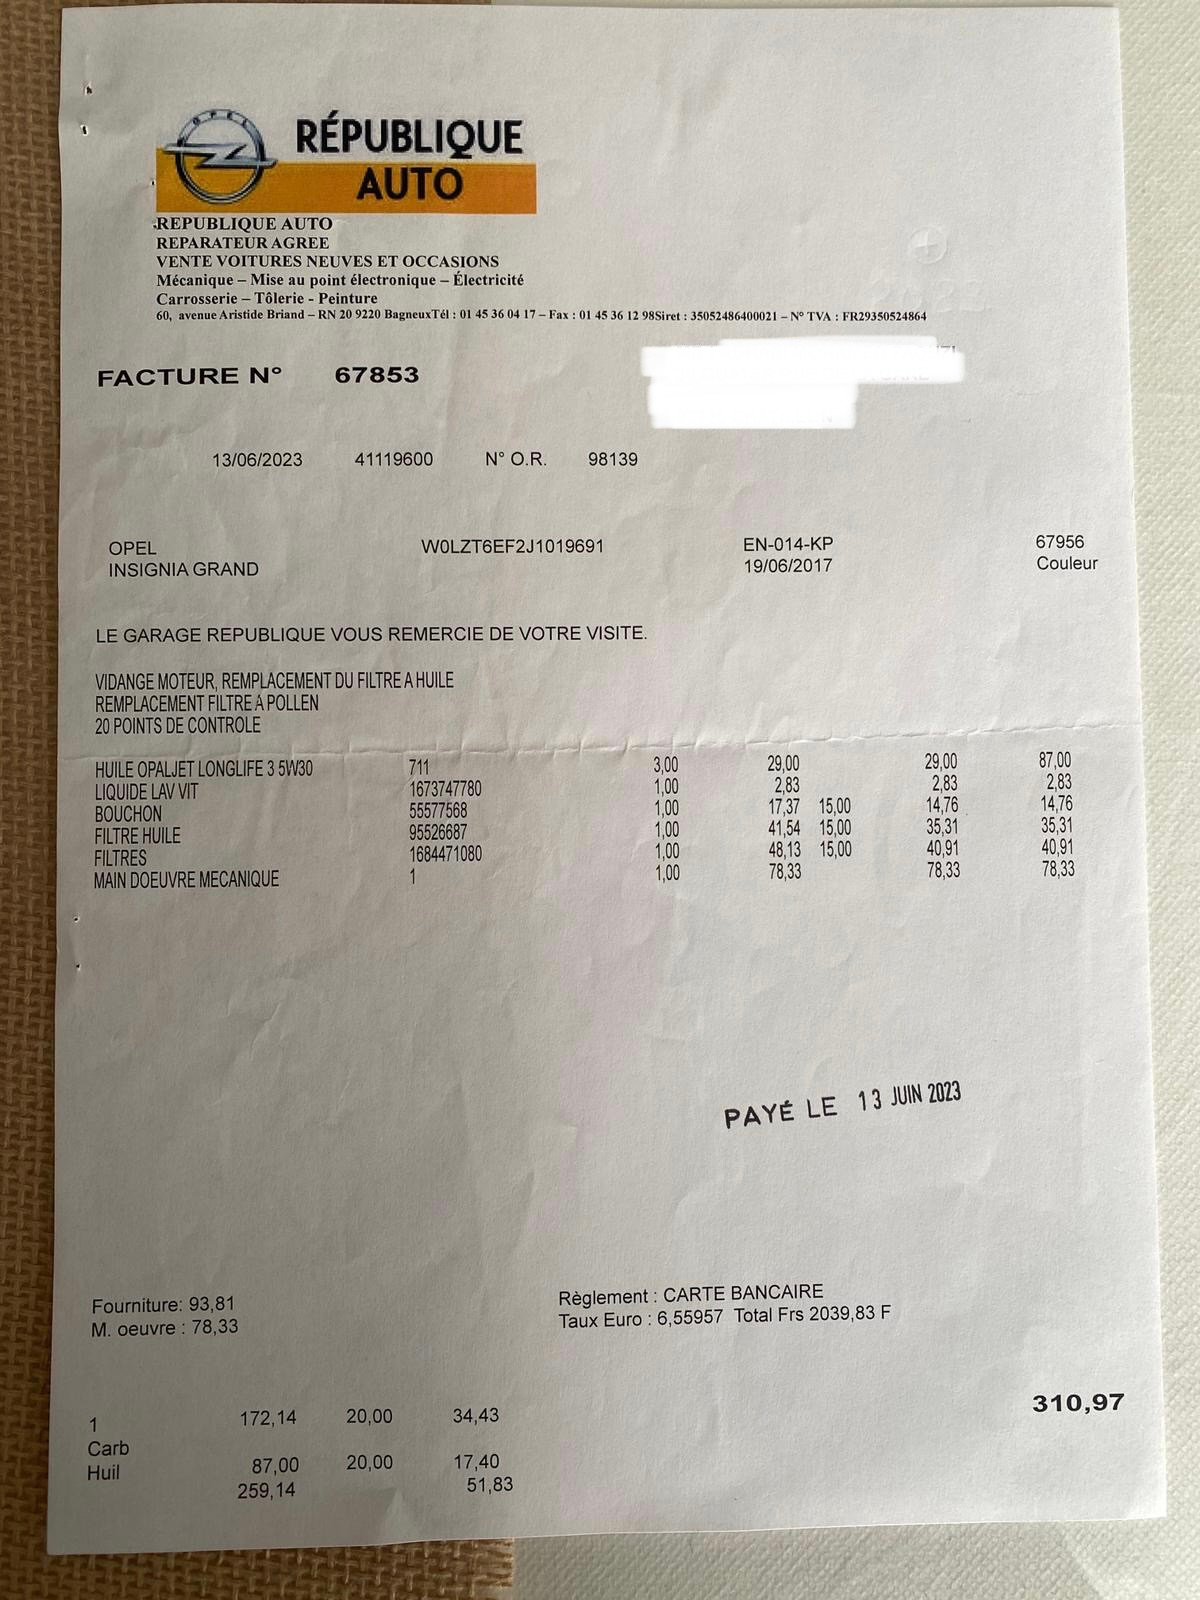 OPEL
RÉPUBLIQUE
AUTO
REPUBLIQUE AUTO
REPARATEUR AGREE
VENTE VOITURES NEUVES ET OCCASIONS
Mécanique – Mise au point électronique – Électricité
Carrosserie – Tôlerie - Peinture
60, avenue Aristide Briand – RN 20 9220 BagneuxTél : 01 45 36 04 17 – Fax : 01 45 36 12 98Siret : 35052486400021 – N° TVA : FR29350524864
FACTURE N° 67853
13/06/2023 41119600 N° O.R. 98139
OPEL W0LZT6EF2J1019691 EN-014-KP 67956
INSIGNIA GRAND 19/06/2017 Couleur
LE GARAGE REPUBLIQUE VOUS REMERCIE DE VOTRE VISITE.
VIDANGE MOTEUR, REMPLACEMENT DU FILTRE A HUILE
REMPLACEMENT FILTRE À POLLEN
20 POINTS DE CONTROLE
HUILE OPALJET LONGLIFE 3 5W30 711 3,00 29,00 29,00 87,00
LIQUIDE LAV VIT 1673747780 1,00 2,83 2,83 2,83
BOUCHON 55577568 1,00 17,37 15,00 14,76 14,76
FILTRE HUILE 95526687 1,00 41,54 15,00 35,31 35,31
FILTRES 1684471080 1,00 48,13 15,00 40,91 40,91
MAIN DOEUVRE MECANIQUE 1 1,00 78,33 78,33 78,33
PAYÉ LE 13 JUIN 2023
Fourniture: 93,81 Règlement : CARTE BANCAIRE
M. oeuvre : 78,33 Taux Euro : 6,55957 Total Frs 2039,83 F
310,97
1 172,14 20,00 34,43
Carb
Huil 87,00 20,00 17,40
259,14 51,83